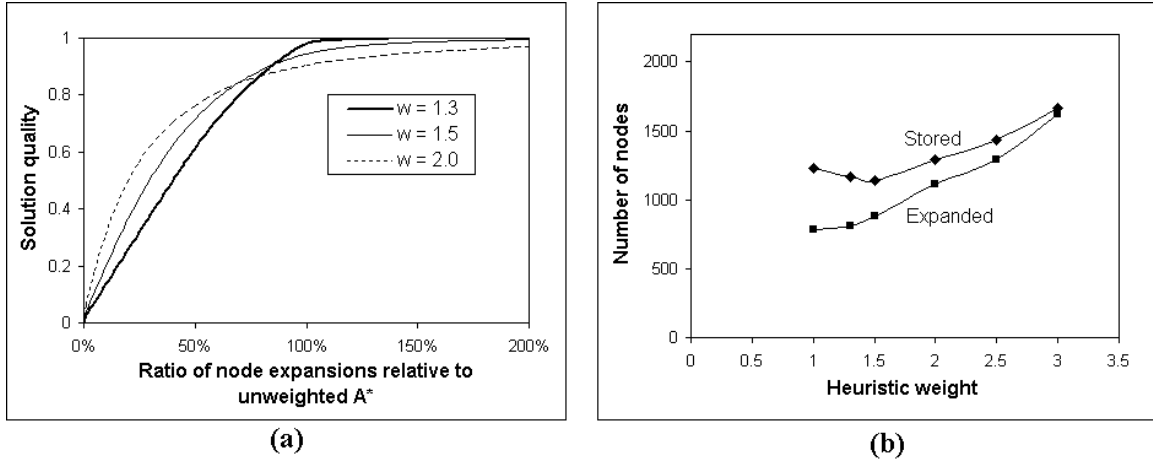 Solution quality
1
0.8
0.6
0.4
0.2
0
0%
50%
100%
150%
200%
Ratio of node expansions relative to
unweighted A*
w = 1.3
w = 1.5
w = 2.0
(a)
Number of nodes
2000
1500
1000
500
0
0
0.5
1
1.5
2
2.5
3
3.5
Heuristic weight
Stored
Expanded
(b)